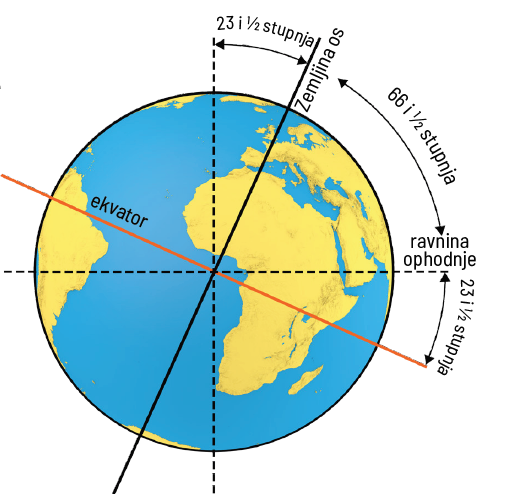 23 i ½ stupnja
Zemljina os
66 i ½ stupnja
ekvator
ravnina
ophodnje
23 i ½ stupnja